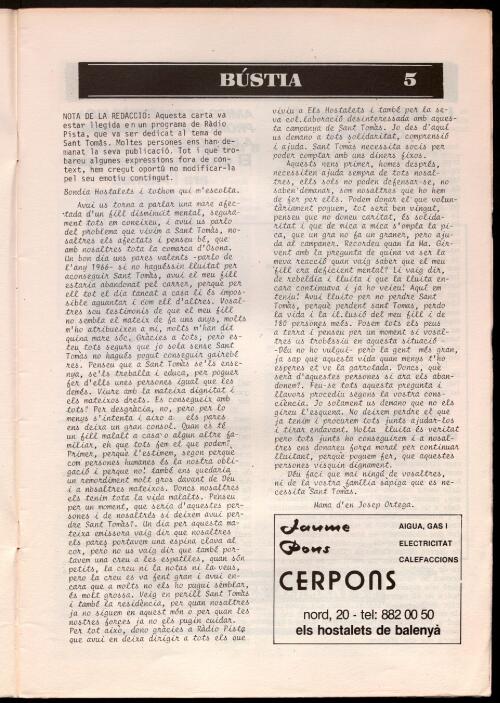 BÚSTIA 5
NOTA DE LA REDACCIÓ: Aquesta carta va
estar llegida en un programa de Ràdio
Pista, que va ser dedicat al tema de
Sant Tomàs. Moltes persones ens han de-
manat la seva publicació. Tot i que tro-
bareu algunes expressions fora de con-
text, hem cregut oportú no modificar-la
pel seu emotiu contingut.
Bondia Hostalets i tothom qui m'escolta.
Avui us torna a parlar una mare afec-
tada d'un fill disminuït mental, segura-
ment tots em coneixeu, i avui us parlo
del problema que vivim a Sant Tomàs, no-
saltres els afectats i penseu bé, que
amb nosaltres tota la comarca d'Osona.
Un bon dia uns pares valents -parlo de
l'any 1966- si no haguéssin lluitat per
aconseguir Sant Tomàs, avui el meu fill
estaria abandonat pel carrer, perquè per
ell tot el dia tancat a casa li és impos-
sible aguantar i com ell d'altres. Vosal-
tres sou testimonis de que el meu fill
no sembla el mateix de fa uns anys, molts
m'ho atribueixen a mi, molts m'han dit
quina mare sóc. Gràcies a tots, però es-
teu tots segurs que jo sola sense Sant
Tomàs no hagués pogut conseguir gairebé
res. Penseu que a Sant Tomàs se'ls ense-
nya, se'ls treballa i educa, per poguer
fer d'ells unes persones igual que les
demés. Viure amb la mateixa dignitat i
els mateixos drets. Es consegueix amb
tots? Per desgràcia, no, però per lo
menys s'intenta i això a els pares
ens deixa un gran consol. Quan es té
un fill malalt a casa o algun altre fa-
miliar, eh que tots fem el que podem?
Primer, perquè l'estimem, segon perquè
com persones humanes és la nostra obli-
gació i perquè no, també ens quedaria
un remordiment molt gros davant de Déu
i a nosaltres mateixos. Doncs nosaltres
els tenim tota la vida malalts. Penseu
per un moment, que seria d'aquestes per-
sones i de nosaltres si deixem avui per-
dre Sant Tomàs?. Un dia per aquesta ma-
teixa emissora vaig dir que nosaltres
els pares portavem una espina clava al
cor, però no us vaig dir que també por-
tavem una creu a les espatlles, quan són
petits, la creu ni fa notas ni la veus,
però la creu es va fent gran i avui en-
cara que a molts no els ho pugui semblar,
és molt grossa. Veig en perill Sant Tomàs
i també la residència, per quan nosaltres
ja no siguem en aquest món o per quan les
nostres forçes ja no els pugin cuidar.
Per tot això, dono gràcies a Ràdio Pista
que avui en deixa dirigir a tots els que
viviu a Els Hostalets i també per la se-
va col.laboració desinteressada amb aques-
ta campanya de Sant Tomàs. Jo des d'aquí
us demano a tots solidaritat, comprensió
i ajuda. Sant Tomàs necessita socis per
poder comptar amb uns diners fixos.
Aquests nens primer, homes després,
necessiten ajuda sempre de tots nosal-
tres, ells sols no poden defensar-se, no
saben demanar, som nosaltres que ho hem
de fer per ells. Podem donar el que volun-
tàriament poguem, tot serà ben vingut,
penseu que no doneu caritat, és solida-
ritat i que de mica a mica s'ompla la pi-
ca, que un gra no fa un graner, pero aju-
da al campaner. Recordeu quan la Ma. Gir-
vent amb la pregunta de quina va ser la
meva reacció quan vaig saber que el meu
fill era deficient mental? Li vaig dir,
de rebeldia i lluita i que la lluita en-
cara continuava i ja ho veieu! Aquí em
teniu! Avui lluito per no perdre Sant
Tomàs, perquè perdent sant Tomas, perdo
la vida i la il.lusió del meu fill i de
180 persones més. Posem tots els peus
a terra i penseu per un moment si vosal-
tres us trobéssiu en aquesta situació
-Déu no ho vulgui- però la gent més gran,
ja sap que aquesta vida quan menys t'ho
esperes et ve la garrotada. Doncs, què
serà d'aquestes persones si ara els aban-
donem?. Feu-se tots aquesta pregunta i
llavors procediu segons la vostra cons-
ciència. Jo solament us demano que no els
gireu l'esquena. No deixem perdre el que
ja tenim i procurem tots junts ajudar-los
i tirar endavant. Molta lluita és veritat
pero tots junts ho conseguirem i a nosal-
tres ens donareu força moral per continuar
lluitant, perquè poguem fer, que aquestes
persones visquin dignament.
Déu faci que mai ningú de vosaltres,
ni de la vostra família sàpiga que es ne-
cessita Sant Tomàs.
Mama d'en Josep Ortega.
Jaume
Pons
AIGUA, GAS I
ELECTRICITAT
CALEFACCIONS
CERPONS
nord, 20 - tel: 882 00 50
els hostalets de balenyà